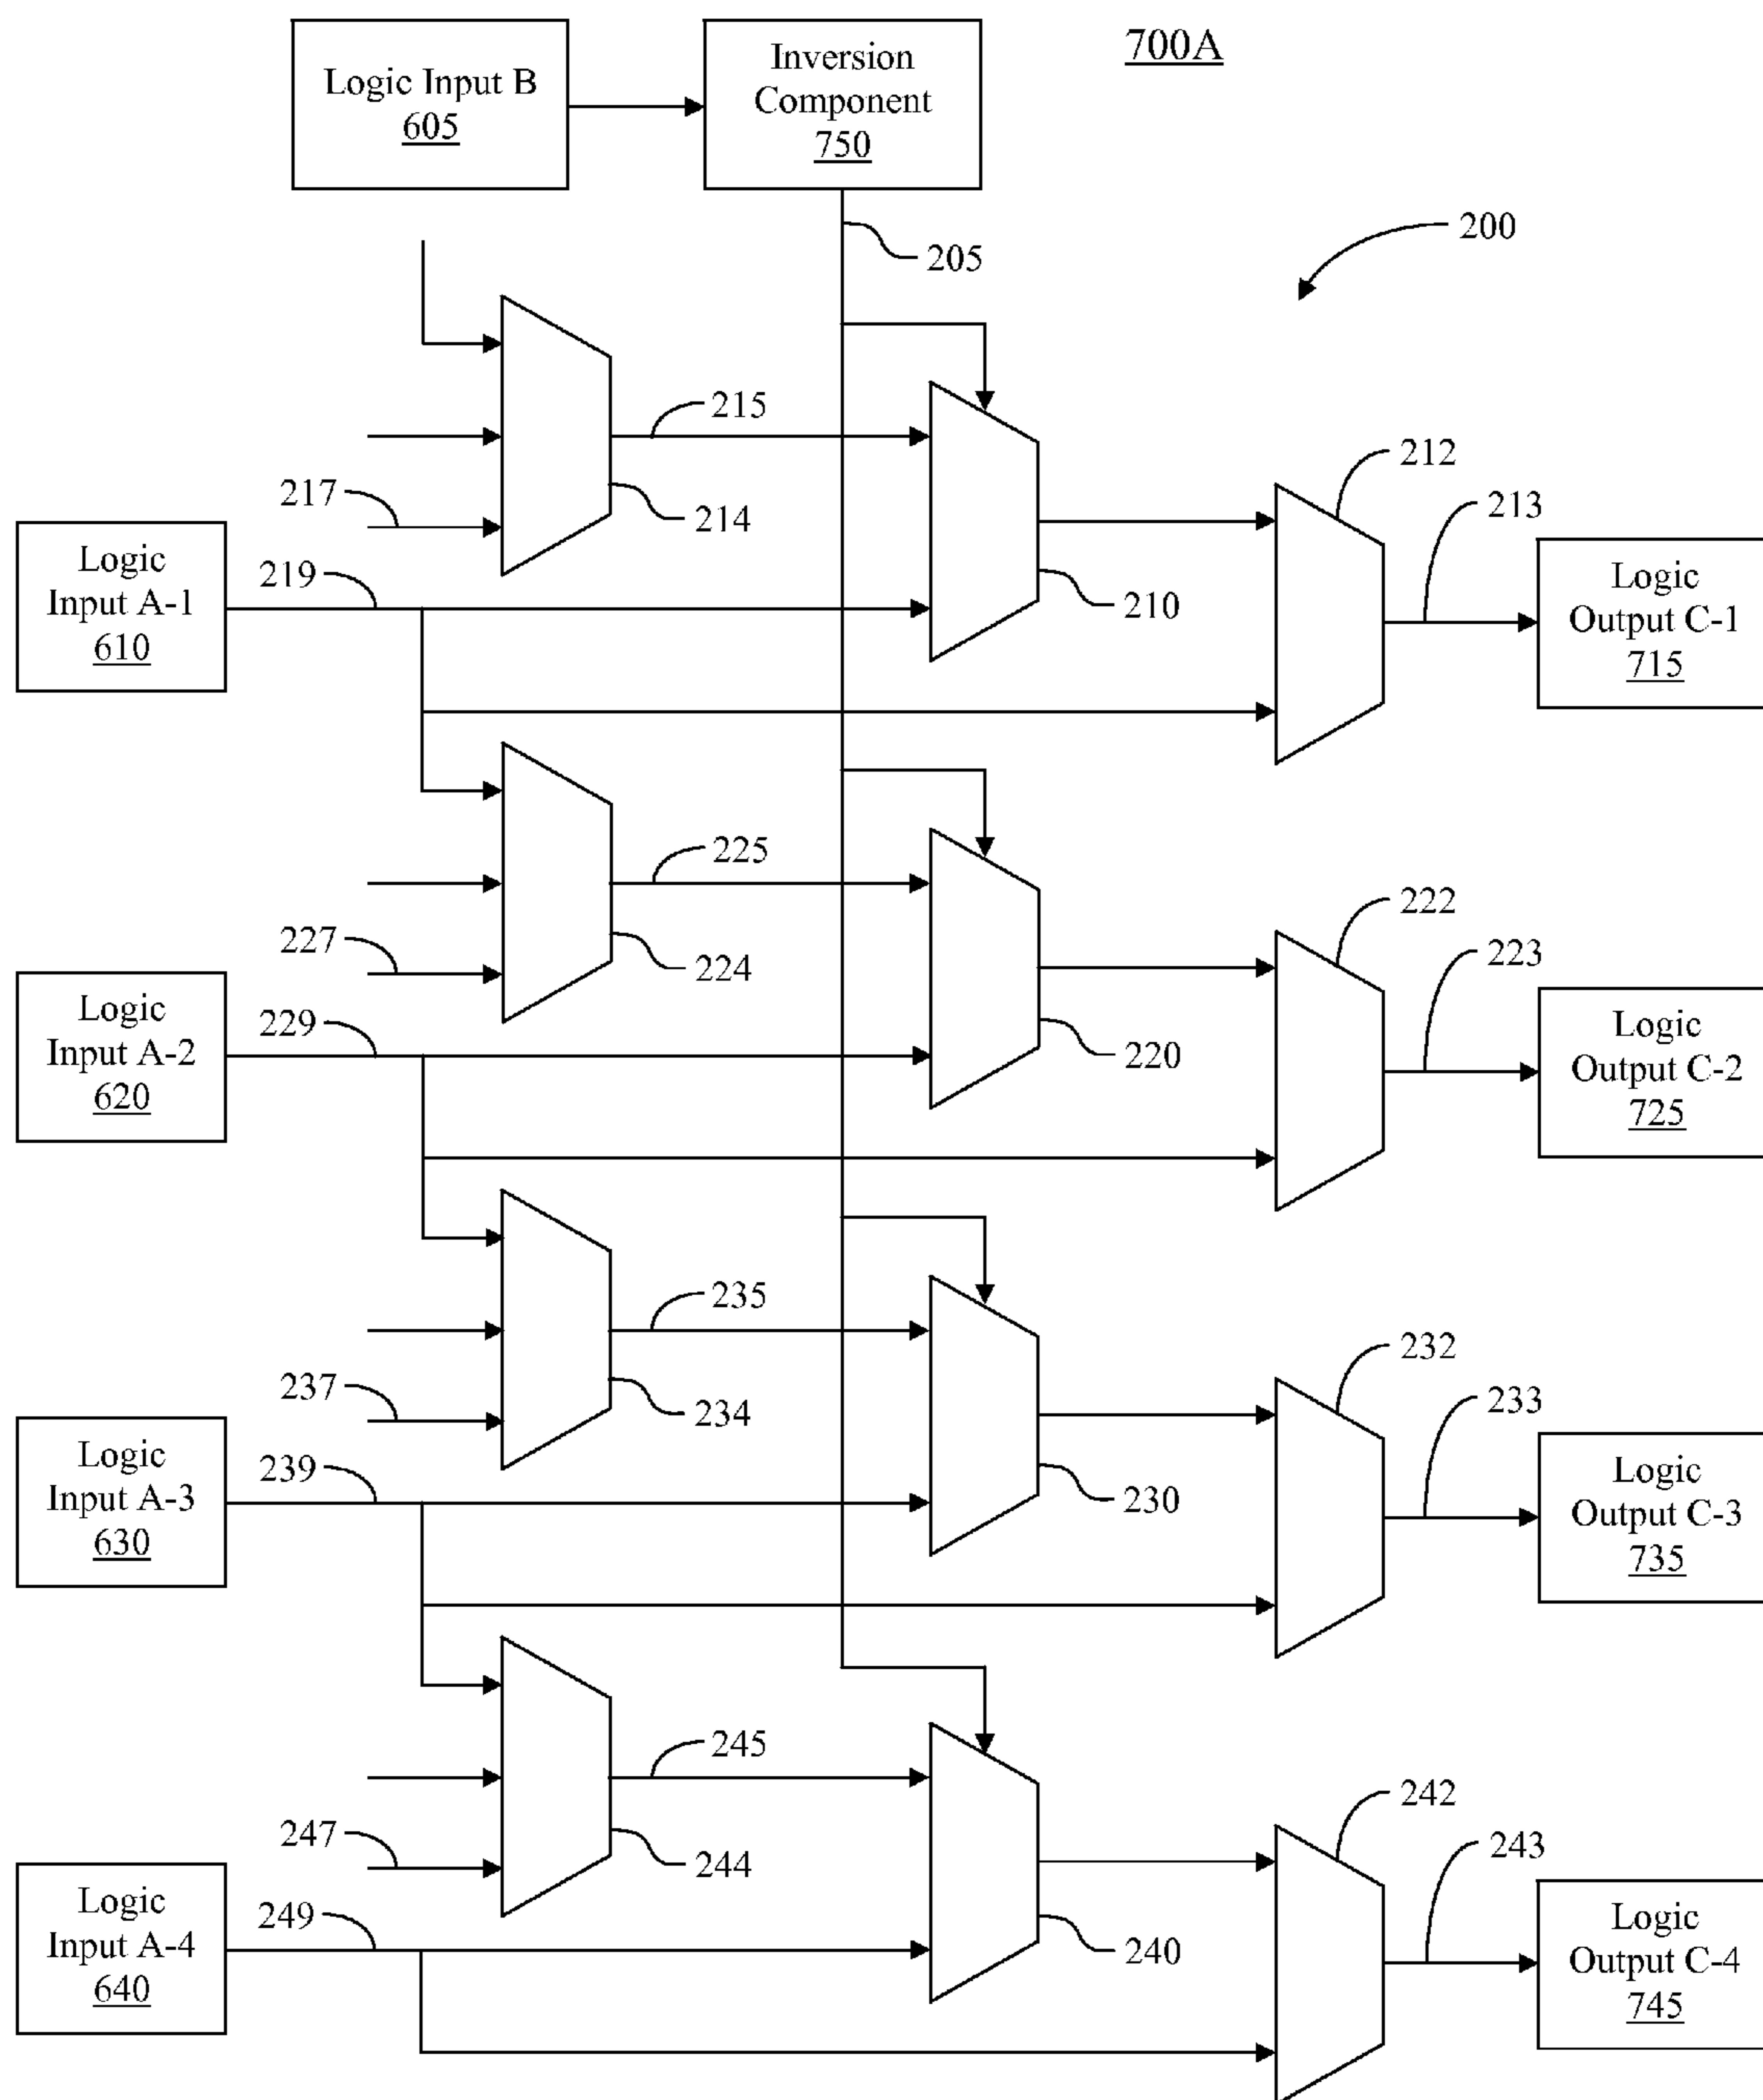 700A
Logic Input B
605
Inversion
Component
750
200
205
215
212
217
213
214
Logic
Input A-1
610
219
210
Logic
Output C-1
715
225
222
227
223
224
Logic
Input A-2
620
229
220
Logic
Output C-2
725
235
232
237
233
234
Logic
Input A-3
630
239
230
Logic
Output C-3
735
245
242
247
243
244
Logic
Input A-4
640
249
240
Logic
Output C-4
745